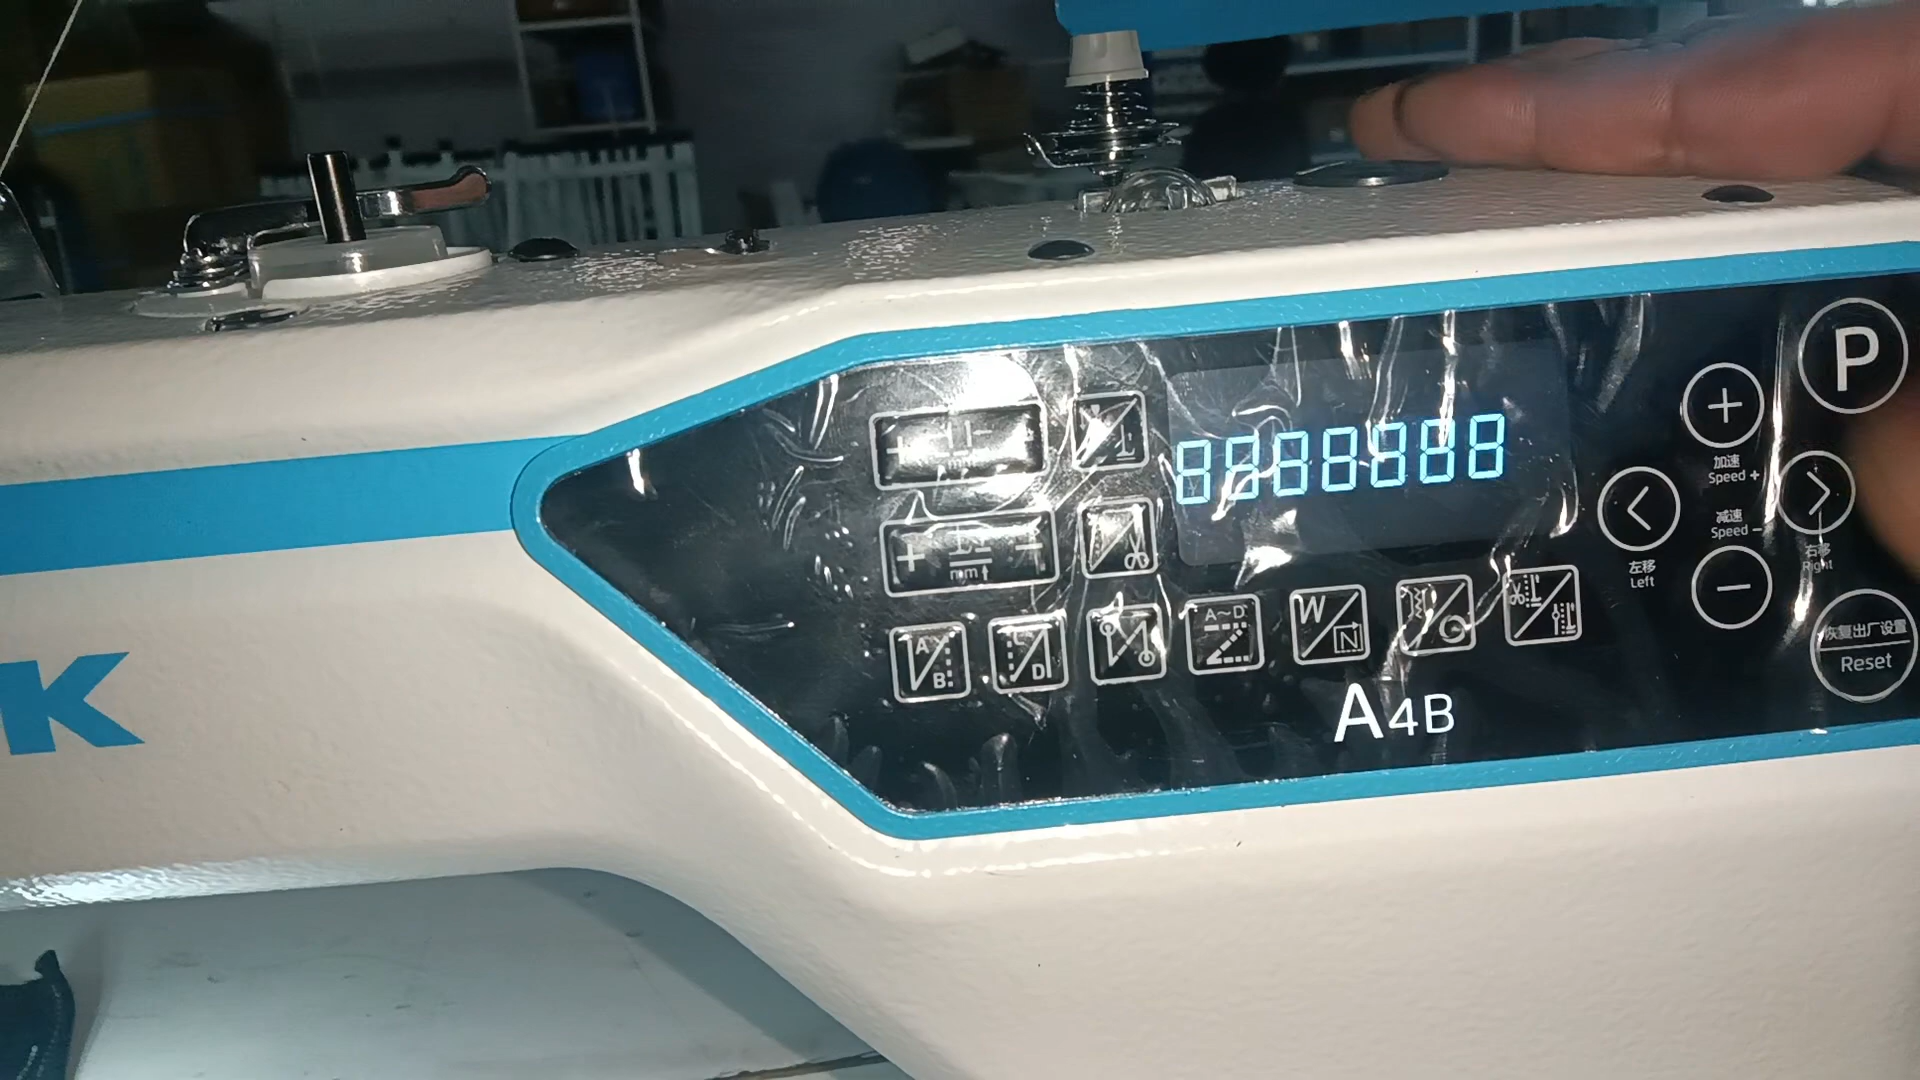 K
P
8888888
加速
Speed +
减速
Speed −
左移
Left
右移
Right
恢复出厂设置
Reset
+ −
+ − mm
A B
D
A~D
W N
A4B